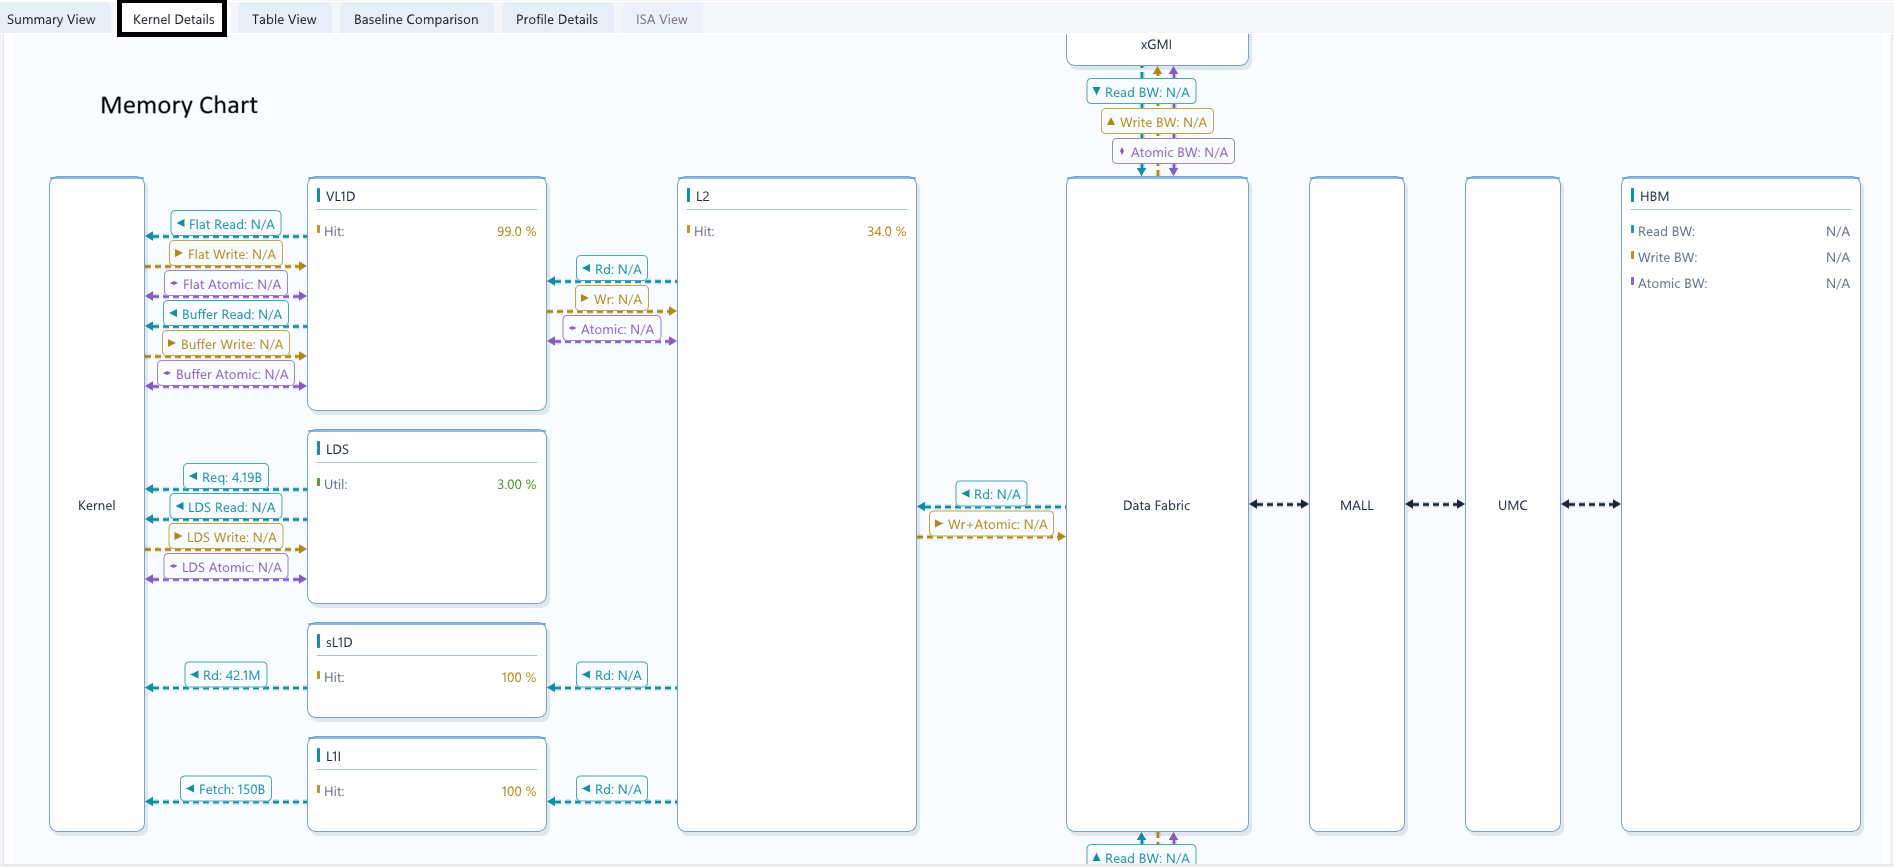 Summary View
Kernel Details
Table View
Baseline Comparison
Profile Details
ISA View
xGMI
Read BW: N/A
Write BW: N/A
Atomic BW: N/A
Memory Chart
Kernel
Flat Read: N/A
Flat Write: N/A
Flat Atomic: N/A
Buffer Read: N/A
Buffer Write: N/A
Buffer Atomic: N/A
VL1D
Hit: 99.0 %
Rd: N/A
Wr: N/A
Atomic: N/A
L2
Hit: 34.0 %
Req: 4.19B
LDS Read: N/A
LDS Write: N/A
LDS Atomic: N/A
LDS
Util: 3.00 %
Rd: 42.1M
sL1D
Hit: 100 %
Rd: N/A
Fetch: 150B
L1I
Hit: 100 %
Rd: N/A
Rd: N/A
Wr+Atomic: N/A
Data Fabric
MALL
UMC
HBM
Read BW: N/A
Write BW: N/A
Atomic BW: N/A
Read BW: N/A